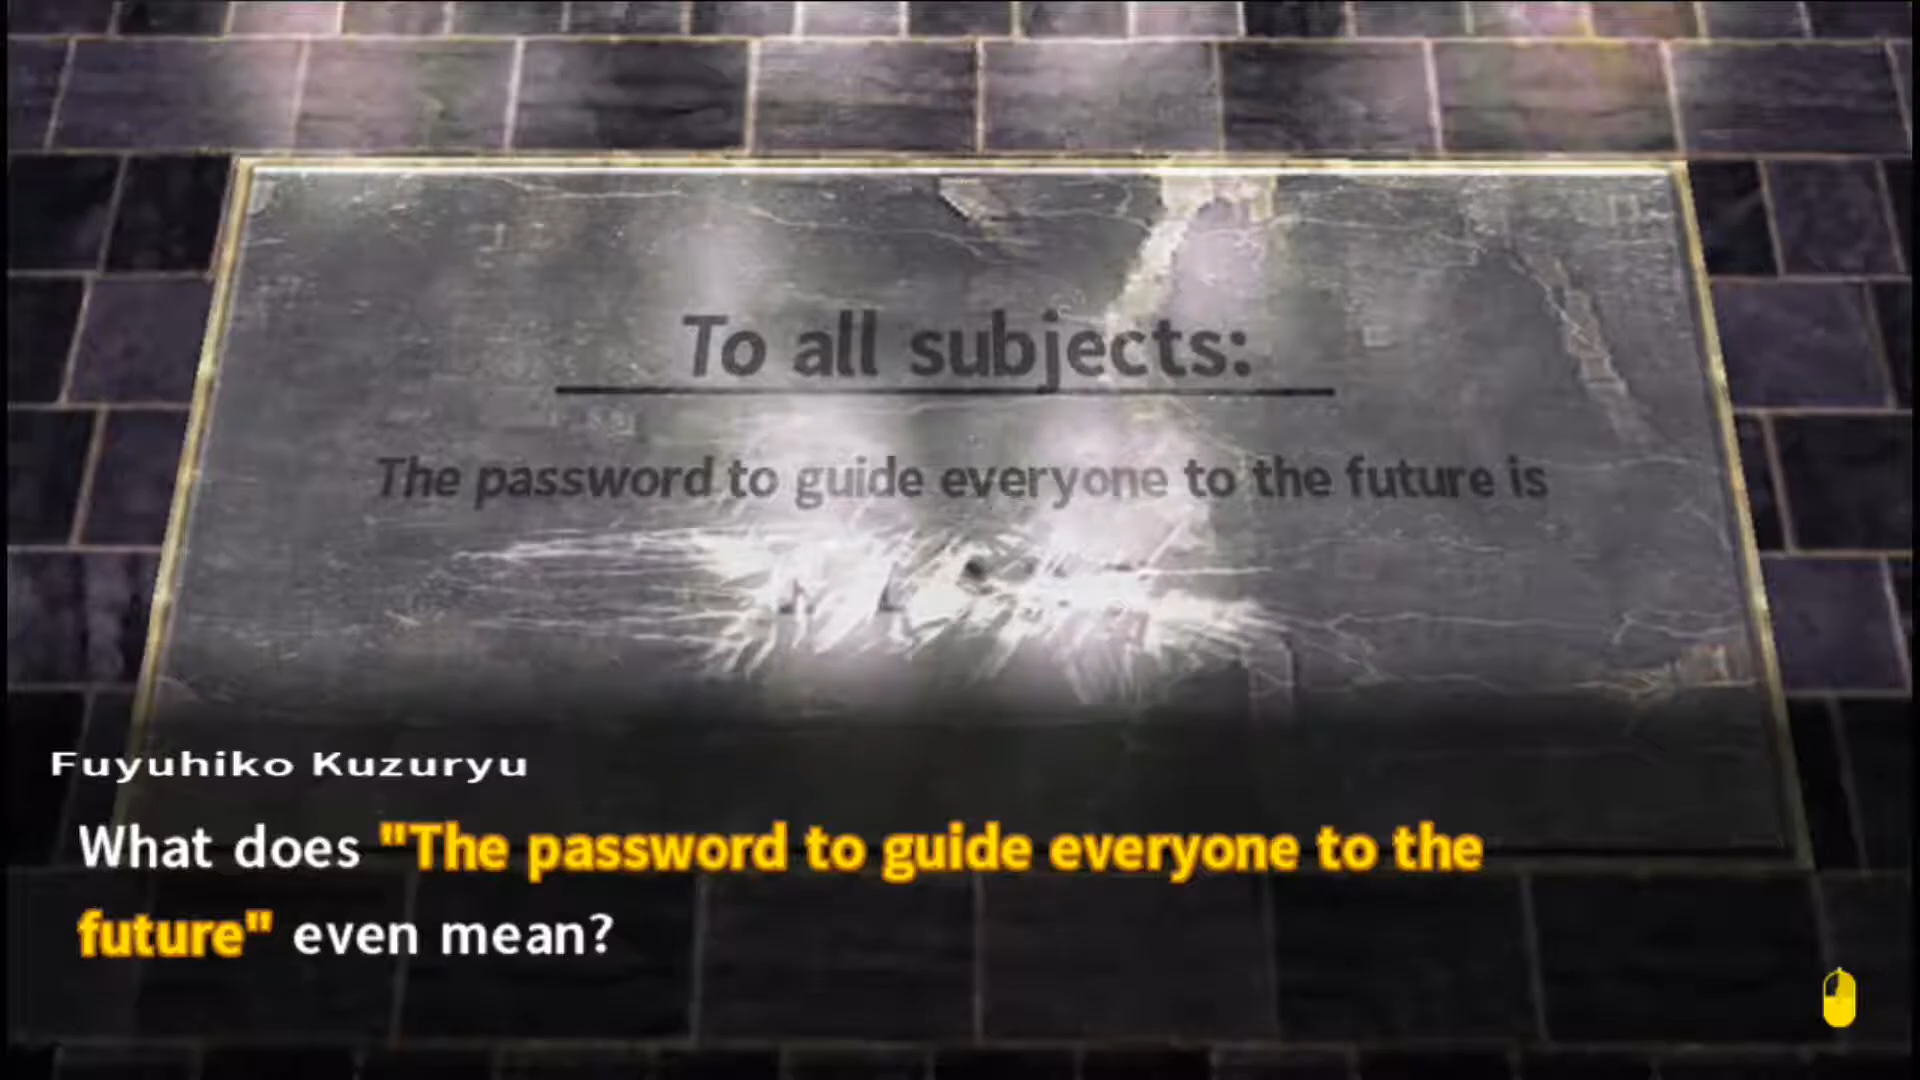 To all subjects:
The password to guide everyone to the future is
Fuyuhiko Kuzuryu
What does "The password to guide everyone to the
future" even mean?